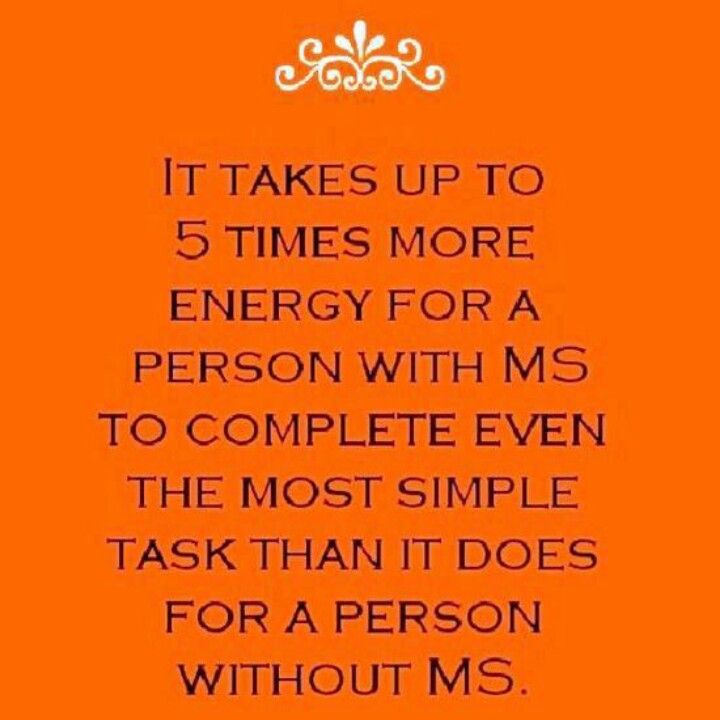 It takes up to
5 times more
energy for a
person with MS
to complete even
the most simple
task than it does
for a person
without MS.